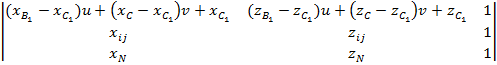 |(x_{B_1} − x_{C_1})u + (x_C − x_{C_1})v + x_{C_1}  (z_{B_1} − z_{C_1})u + (z_C − z_{C_1})v + z_{C_1}  1|
|x_{ij}  z_{ij}  1|
|x_N  z_N  1|